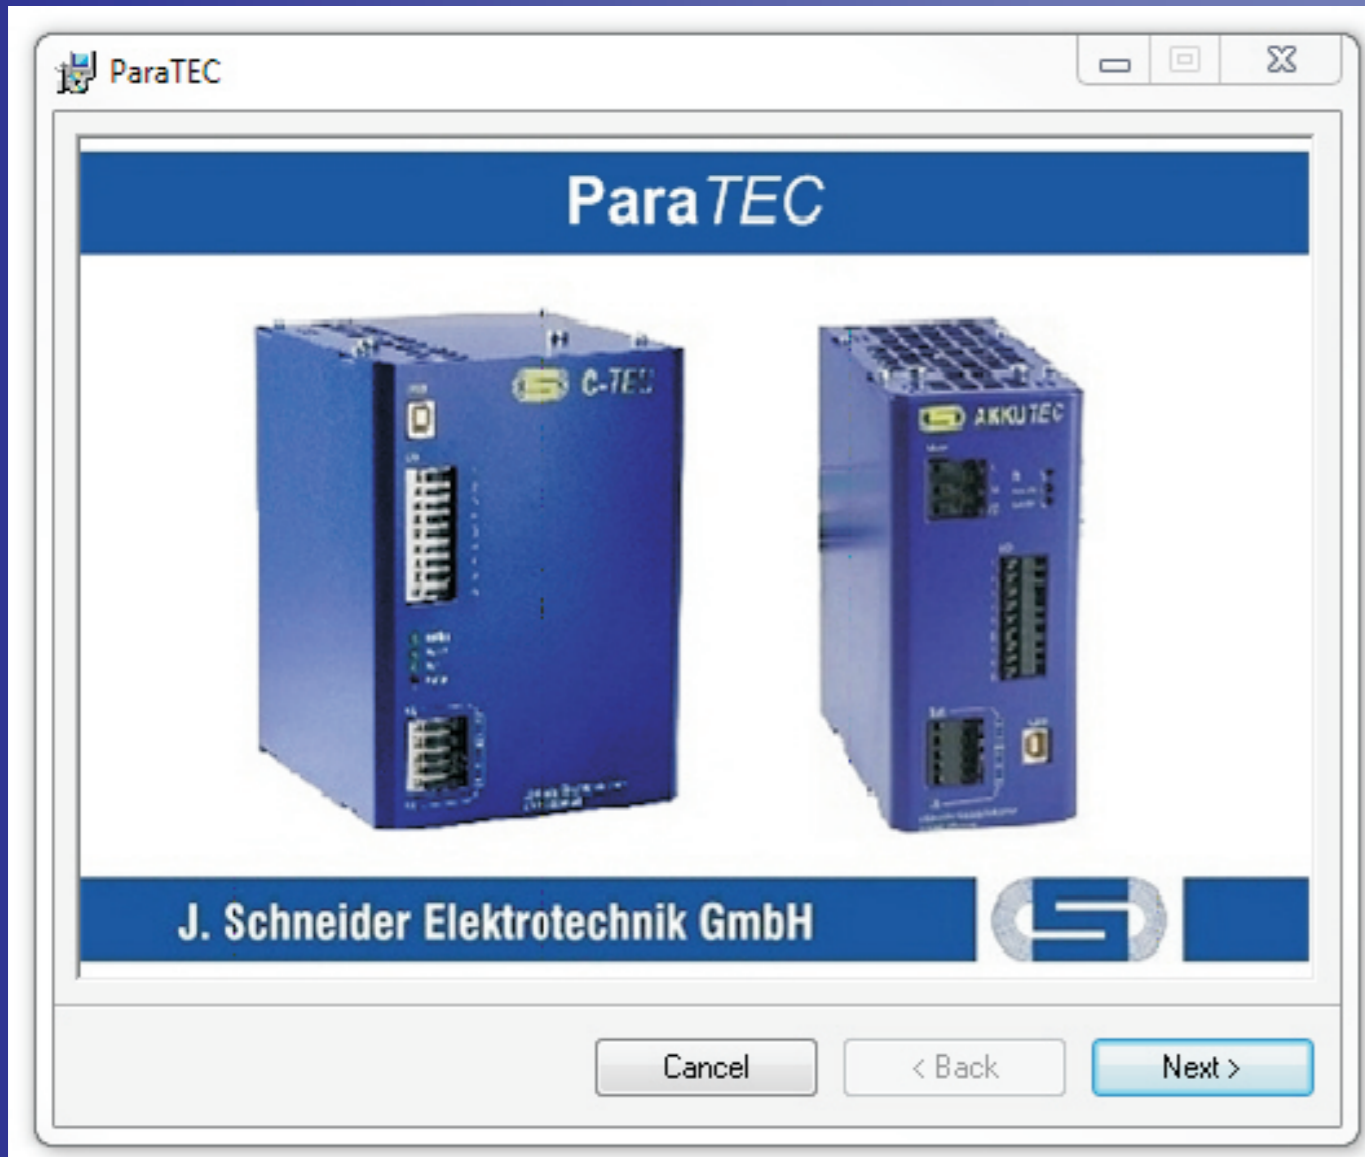 ParaTEC
ParaTEC
C-TEC
AKKUTEC
J. Schneider Elektrotechnik GmbH
Cancel
< Back
Next >